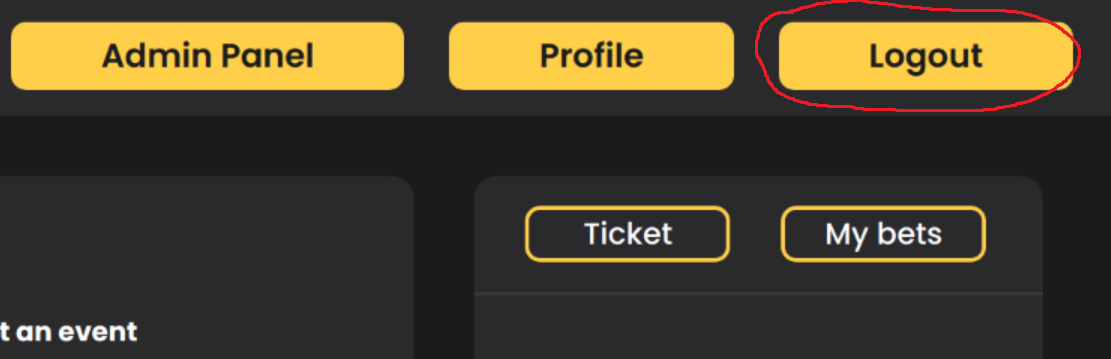 Admin Panel
Profile
Logout
Ticket
My bets
t an event